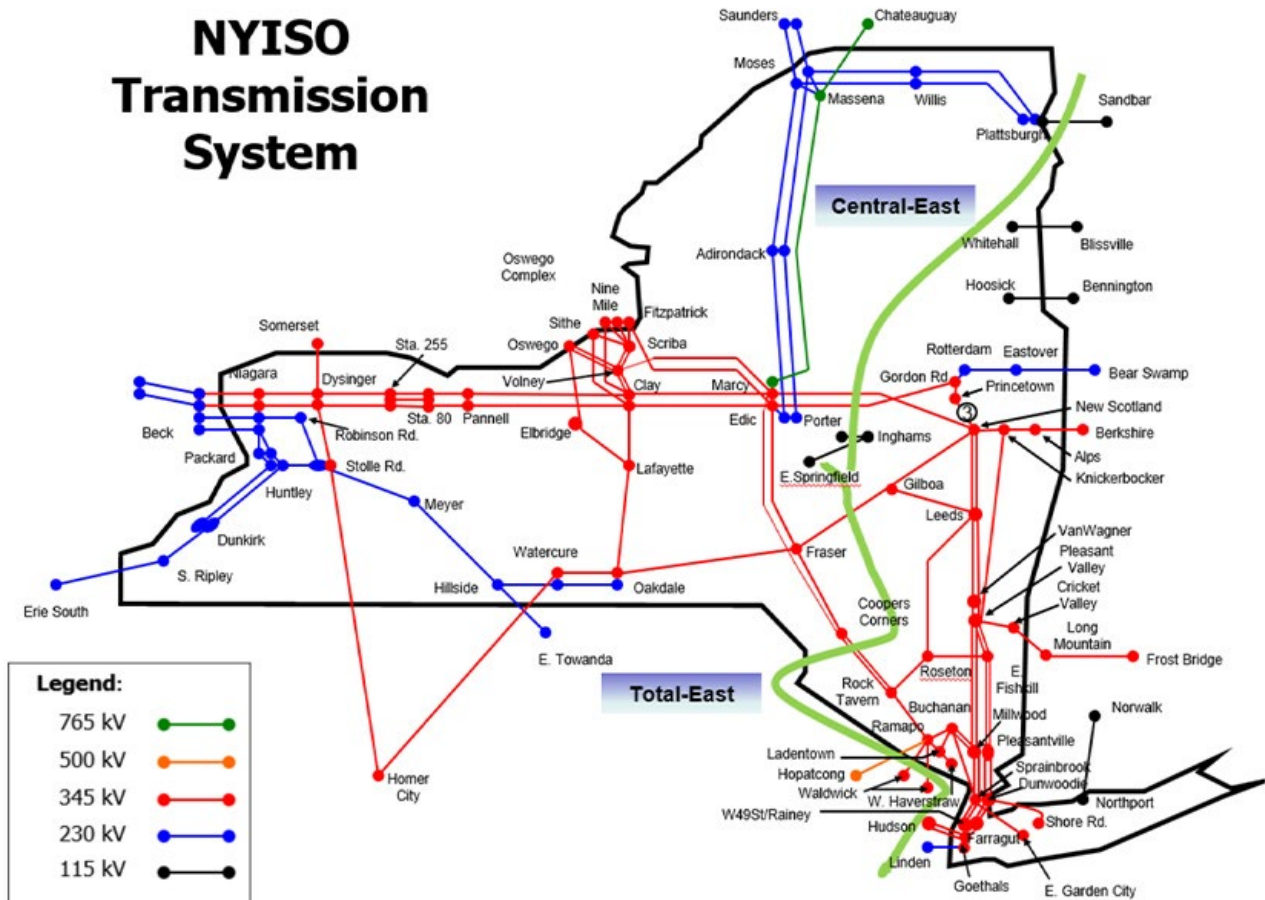 NYISO
Transmission
System
Saunders
Chateauguay
Moses
Massena
Willis
Plattsburgh
Sandbar
Central-East
Whitehall
Blissville
Adirondack
Hoosick
Bennington
Oswego
Complex
Nine
Mile
Fitzpatrick
Sithe
Oswego
Scriba
Somerset
Sta. 255
Volney
Clay
Marcy
Rotterdam
Eastover
Gordon Rd
Bear Swamp
Princetown
Niagara
Dysinger
Sta. 80
Pannell
Edic
Porter
3
New Scotland
Beck
Robinson Rd.
Elbridge
Inghams
Berkshire
Packard
Stolle Rd.
Lafayette
E.Springfield
Alps
Knickerbocker
Huntley
Meyer
Gilboa
Leeds
Dunkirk
VanWagner
Pleasant
Valley
Watercure
Fraser
S. Ripley
Hillside
Oakdale
Cricket
Valley
Erie South
Coopers
Corners
Long
Mountain
E. Towanda
Roseton
Frost Bridge
Total-East
Rock
Tavern
E.
Fishkill
Buchanan
Millwood
Norwalk
Ramapo
Pleasantville
Ladentown
Hopatcong
Sprainbrook
Dunwoodie
Waldwick
W. Haverstraw
Northport
Homer
City
W49St/Rainey
Hudson
Farragut
Shore Rd.
Linden
Goethals
E. Garden City
Legend:
765 kV
500 kV
345 kV
230 kV
115 kV